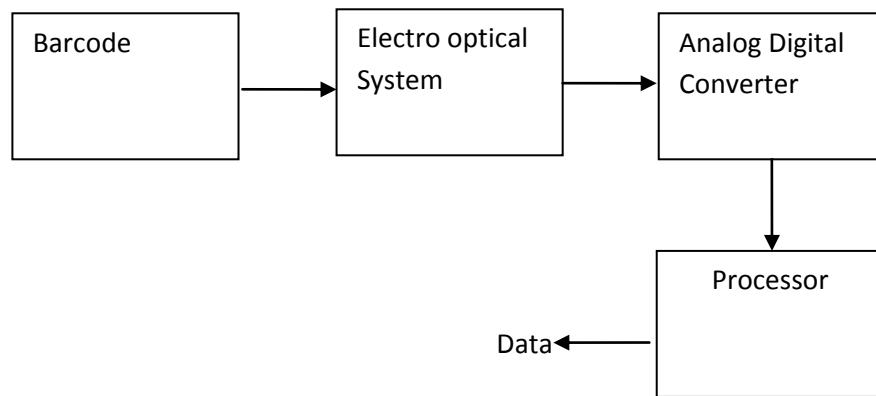 Barcode
Electro optical
System
Analog Digital
Converter
Processor
Data